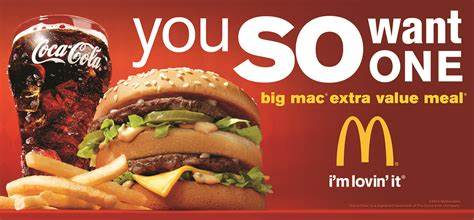 Coca-Cola
you SO want
ONE
big mac® extra value meal®
i'm lovin' it®